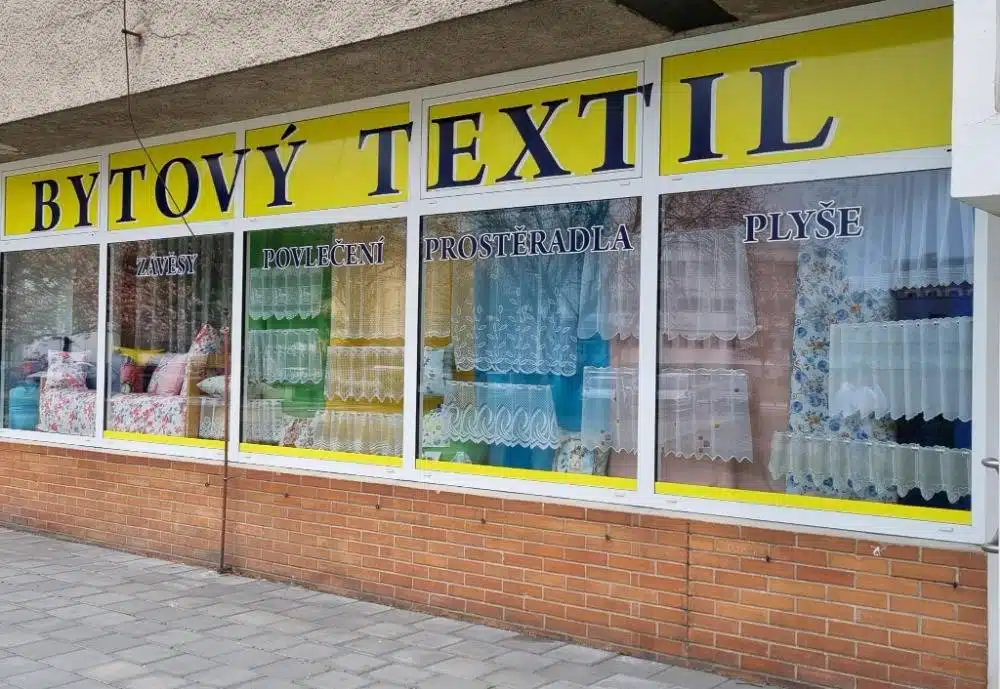 BYTOVÝ TEXTIL
ZÁVĚSY
POVLEČENÍ
PROSTĚRADLA
PLYŠE